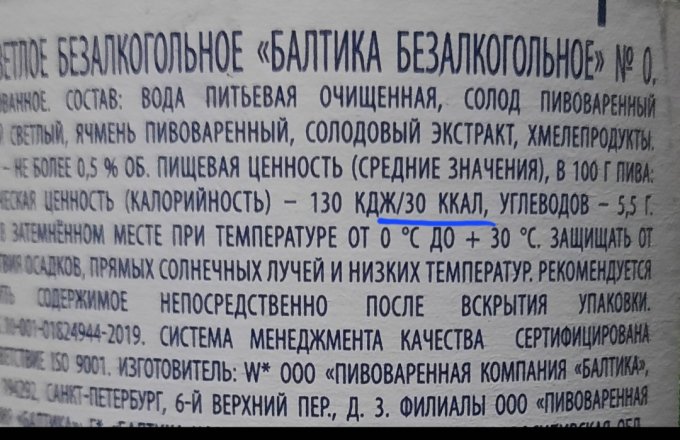 СВЕТЛОЕ БЕЗАЛКОГОЛЬНОЕ «БАЛТИКА БЕЗАЛКОГОЛЬНОЕ» № 0,
СОСТАВ: ВОДА ПИТЬЕВАЯ ОЧИЩЕННАЯ, СОЛОД ПИВОВАРЕННЫЙ
СВЕТЛЫЙ, ЯЧМЕНЬ ПИВОВАРЕННЫЙ, СОЛОДОВЫЙ ЭКСТРАКТ, ХМЕЛЕПРОДУКТЫ.
– НЕ БОЛЕЕ 0,5 % ОБ. ПИЩЕВАЯ ЦЕННОСТЬ (СРЕДНИЕ ЗНАЧЕНИЯ), В 100 Г ПИВА:
ЦЕННОСТЬ (КАЛОРИЙНОСТЬ) – 130 КДЖ/30 ККАЛ, УГЛЕВОДОВ – 5,5 Г.
В ЗАТЕМНЁННОМ МЕСТЕ ПРИ ТЕМПЕРАТУРЕ ОТ 0 °С ДО + 30 °С. ЗАЩИЩАТЬ ОТ
ОСАДКОВ, ПРЯМЫХ СОЛНЕЧНЫХ ЛУЧЕЙ И НИЗКИХ ТЕМПЕРАТУР. РЕКОМЕНДУЕТСЯ
СОДЕРЖИМОЕ НЕПОСРЕДСТВЕННО ПОСЛЕ ВСКРЫТИЯ УПАКОВКИ.
-001-01824944-2019. СИСТЕМА МЕНЕДЖМЕНТА КАЧЕСТВА СЕРТИФИЦИРОВАНА
ISO 9001. ИЗГОТОВИТЕЛЬ: W* ООО «ПИВОВАРЕННАЯ КОМПАНИЯ «БАЛТИКА»,
194292, САНКТ-ПЕТЕРБУРГ, 6-Й ВЕРХНИЙ ПЕР., Д. 3. ФИЛИАЛЫ ООО «ПИВОВАРЕННАЯ